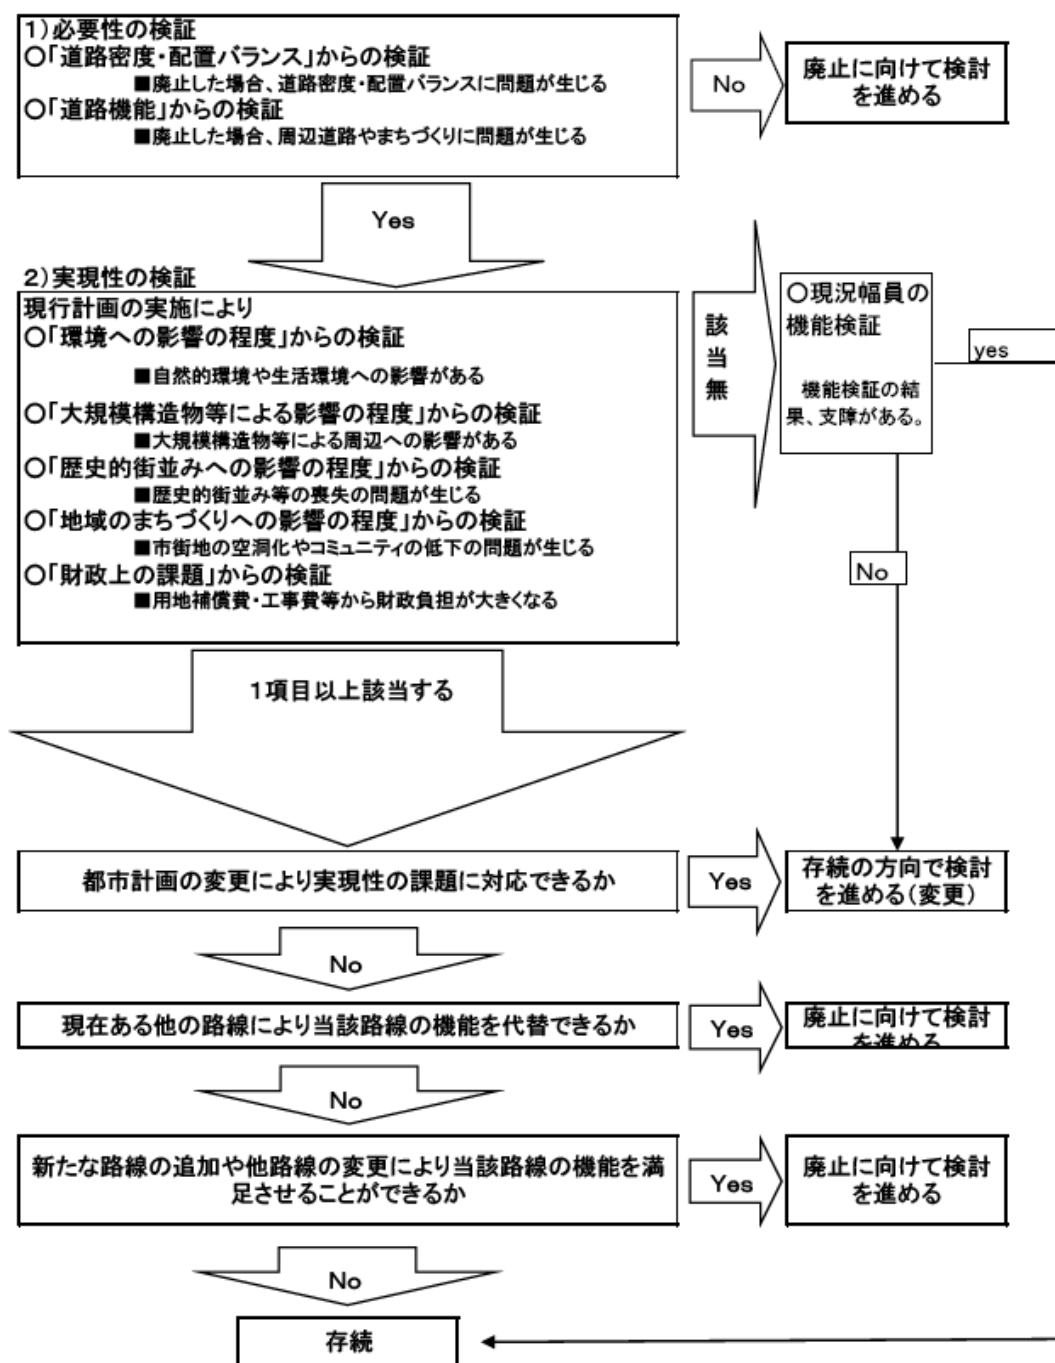 1)必要性の検証
○「道路密度・配置バランス」からの検証
■廃止した場合、道路密度・配置バランスに問題が生じる
○「道路機能」からの検証
■廃止した場合、周辺道路やまちづくりに問題が生じる
No
廃止に向けて検討
を進める
Yes
2)実現性の検証
現行計画の実施により
○「環境への影響の程度」からの検証
■自然的環境や生活環境への影響がある
○「大規模構造物等による影響の程度」からの検証
■大規模構造物等による周辺への影響がある
○「歴史的街並みへの影響の程度」からの検証
■歴史的街並み等の喪失の問題が生じる
○「地域のまちづくりへの影響の程度」からの検証
■市街地の空洞化やコミュニティの低下の問題が生じる
○「財政上の課題」からの検証
■用地補償費・工事費等から財政負担が大きくなる
該当無
○現況幅員の
機能検証
機能検証の結
果、支障がある。
yes
No
1項目以上該当する
都市計画の変更により実現性の課題に対応できるか
Yes
存続の方向で検討
を進める(変更)
No
現在ある他の路線により当該路線の機能を代替できるか
Yes
廃止に向けて検討
を進める
No
新たな路線の追加や他路線の変更により当該路線の機能を満
足させることができるか
Yes
廃止に向けて検討
を進める
No
存続